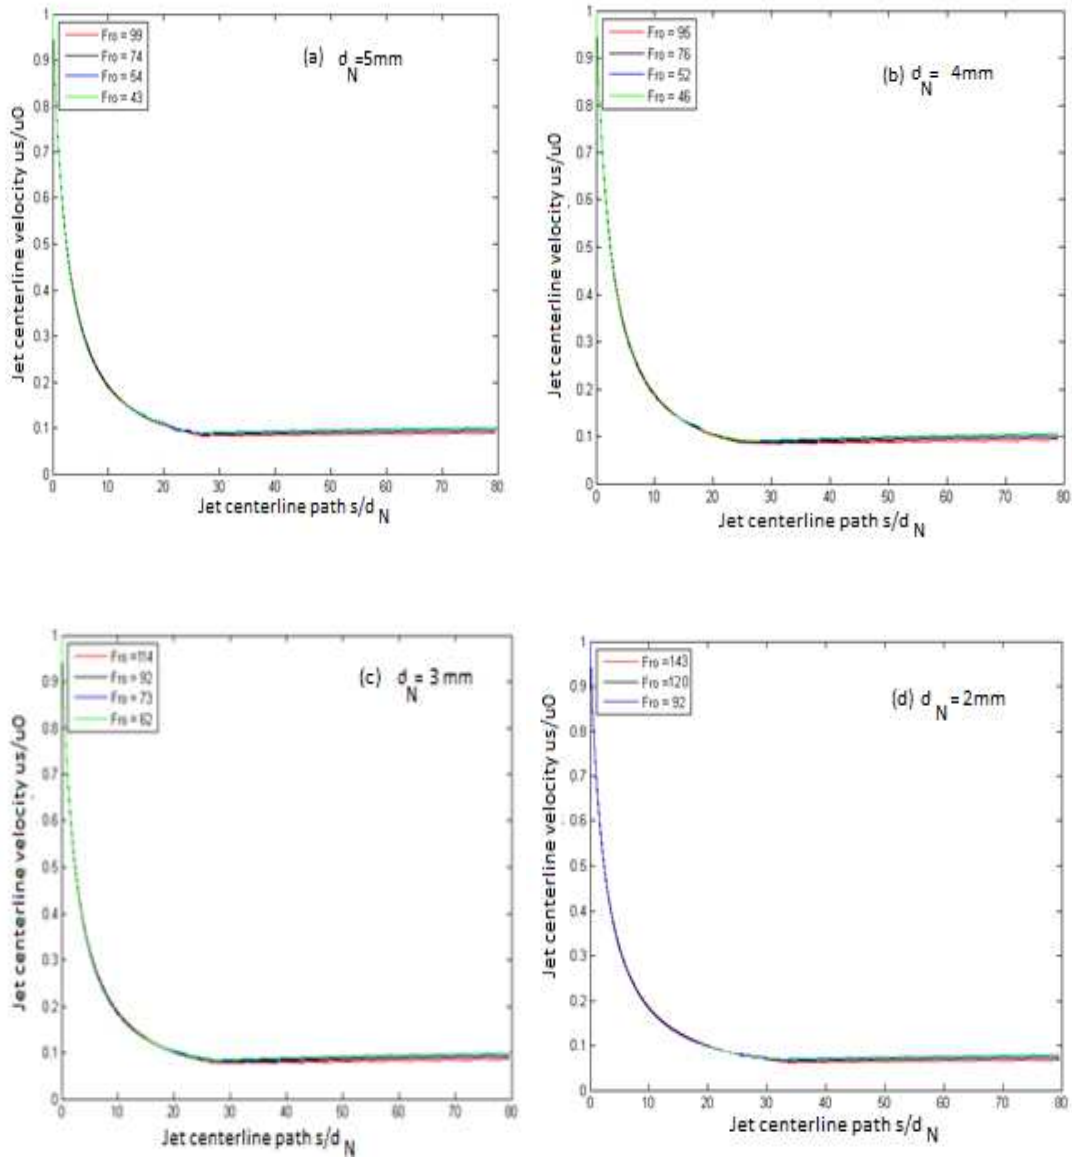 Fro = 99
Fro = 74
Fro = 54
Fro = 43
(a) d N =5mm
Jet centerline velocity us/u0
1
0.9
0.8
0.7
0.6
0.5
0.4
0.3
0.2
0.1
0
0 10 20 30 40 50 60 70 80
Jet centerline path s/d N
Fro = 95
Fro = 76
Fro = 52
Fro = 46
(b) d N = 4mm
Jet centerline velocity us/u0
1
0.9
0.8
0.7
0.6
0.5
0.4
0.3
0.2
0.1
0
0 10 20 30 40 50 60 70 80
Jet centerline path s/d N
Fro =114
Fro = 92
Fro = 73
Fro = 62
(c) d N = 3 mm
Jet centerline velocity us/u0
1
0.9
0.8
0.7
0.6
0.5
0.4
0.3
0.2
0.1
0
0 10 20 30 40 50 60 70 80
Jet centerline path s/d N
Fro =143
Fro =120
Fro = 92
(d) d N = 2mm
Jet centerline velocity us/u0
1
0.9
0.8
0.7
0.6
0.5
0.4
0.3
0.2
0.1
0
0 10 20 30 40 50 60 70 80
Jet centerline path s/d N